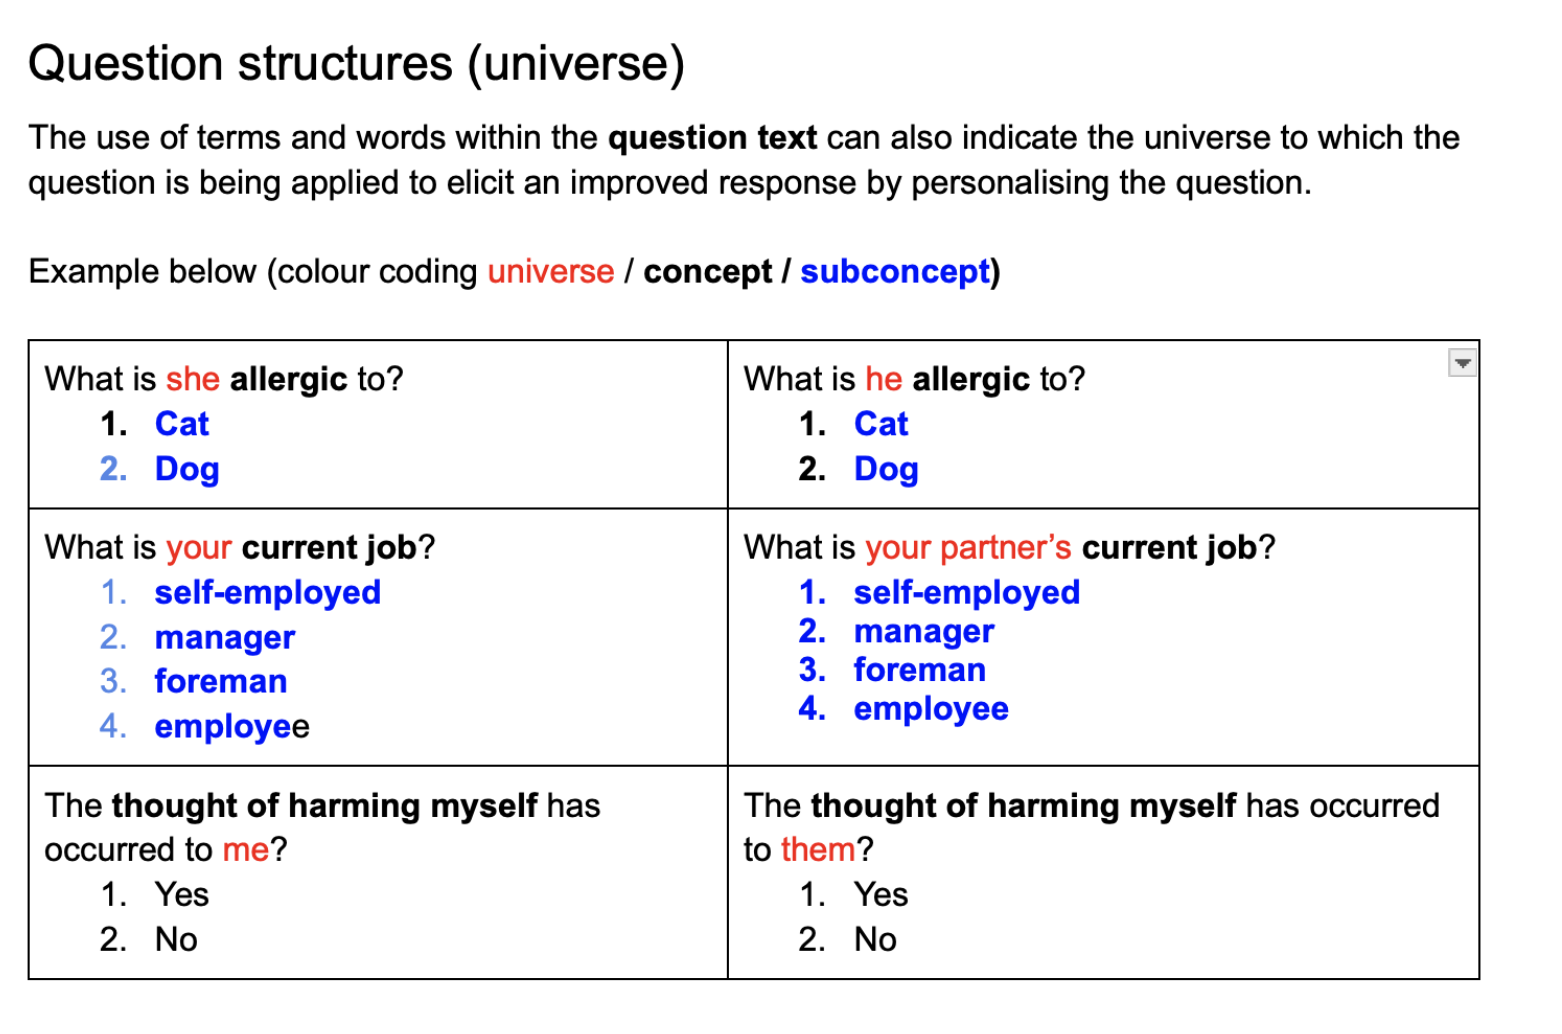 Question structures (universe)
The use of terms and words within the question text can also indicate the universe to which the
question is being applied to elicit an improved response by personalising the question.
Example below (colour coding universe / concept / subconcept)
What is she allergic to?
1. Cat
2. Dog
What is he allergic to?
1. Cat
2. Dog
What is your current job?
1. self-employed
2. manager
3. foreman
4. employee
What is your partner’s current job?
1. self-employed
2. manager
3. foreman
4. employee
The thought of harming myself has
occurred to me?
1. Yes
2. No
The thought of harming myself has occurred
to them?
1. Yes
2. No